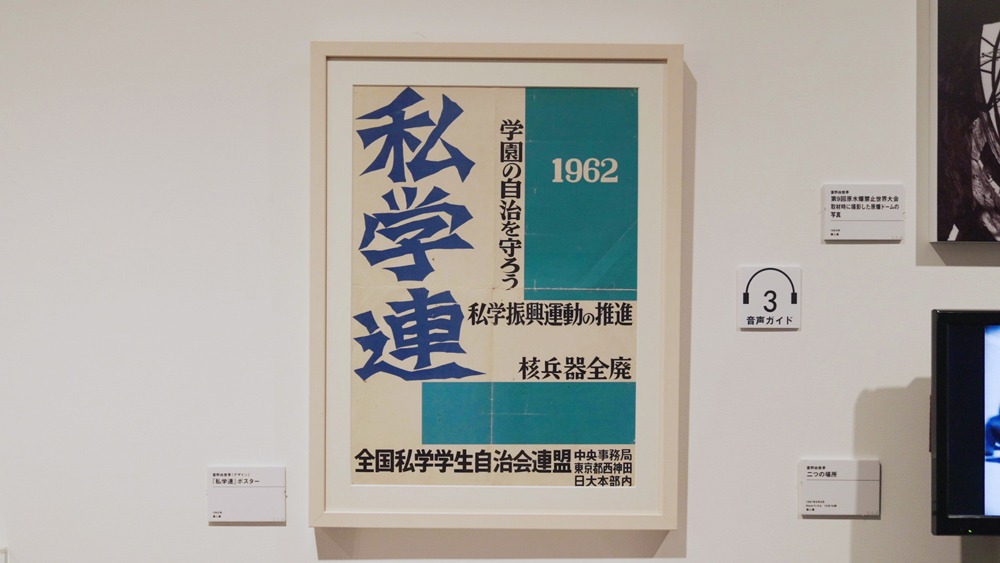 私学連
学園の自治を守ろう
1962
私学振興運動の推進
核兵器全廃
全国私学学生自治会連盟
中央事務局
東京都西神田
日大本部内
「私学連」ポスター
第9回原水爆禁止世界大会
取材時に撮影した原爆ドームの
写真
3
音声ガイド
二つの場所